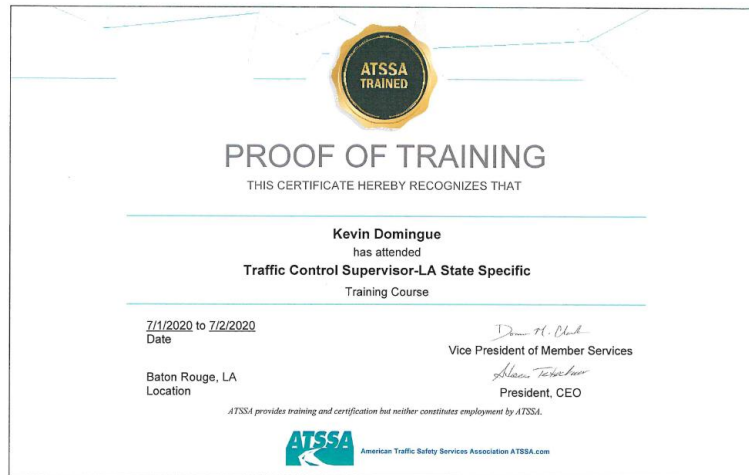 ATSSA
TRAINED
PROOF OF TRAINING
THIS CERTIFICATE HEREBY RECOGNIZES THAT
Kevin Domingue
has attended
Traffic Control Supervisor-LA State Specific
Training Course
7/1/2020 to 7/2/2020
Date
Vice President of Member Services
Baton Rouge, LA
Location
President, CEO
ATSSA provides training and certification but neither constitutes employment by ATSSA.
ATSSA
American Traffic Safety Services Association ATSSA.com